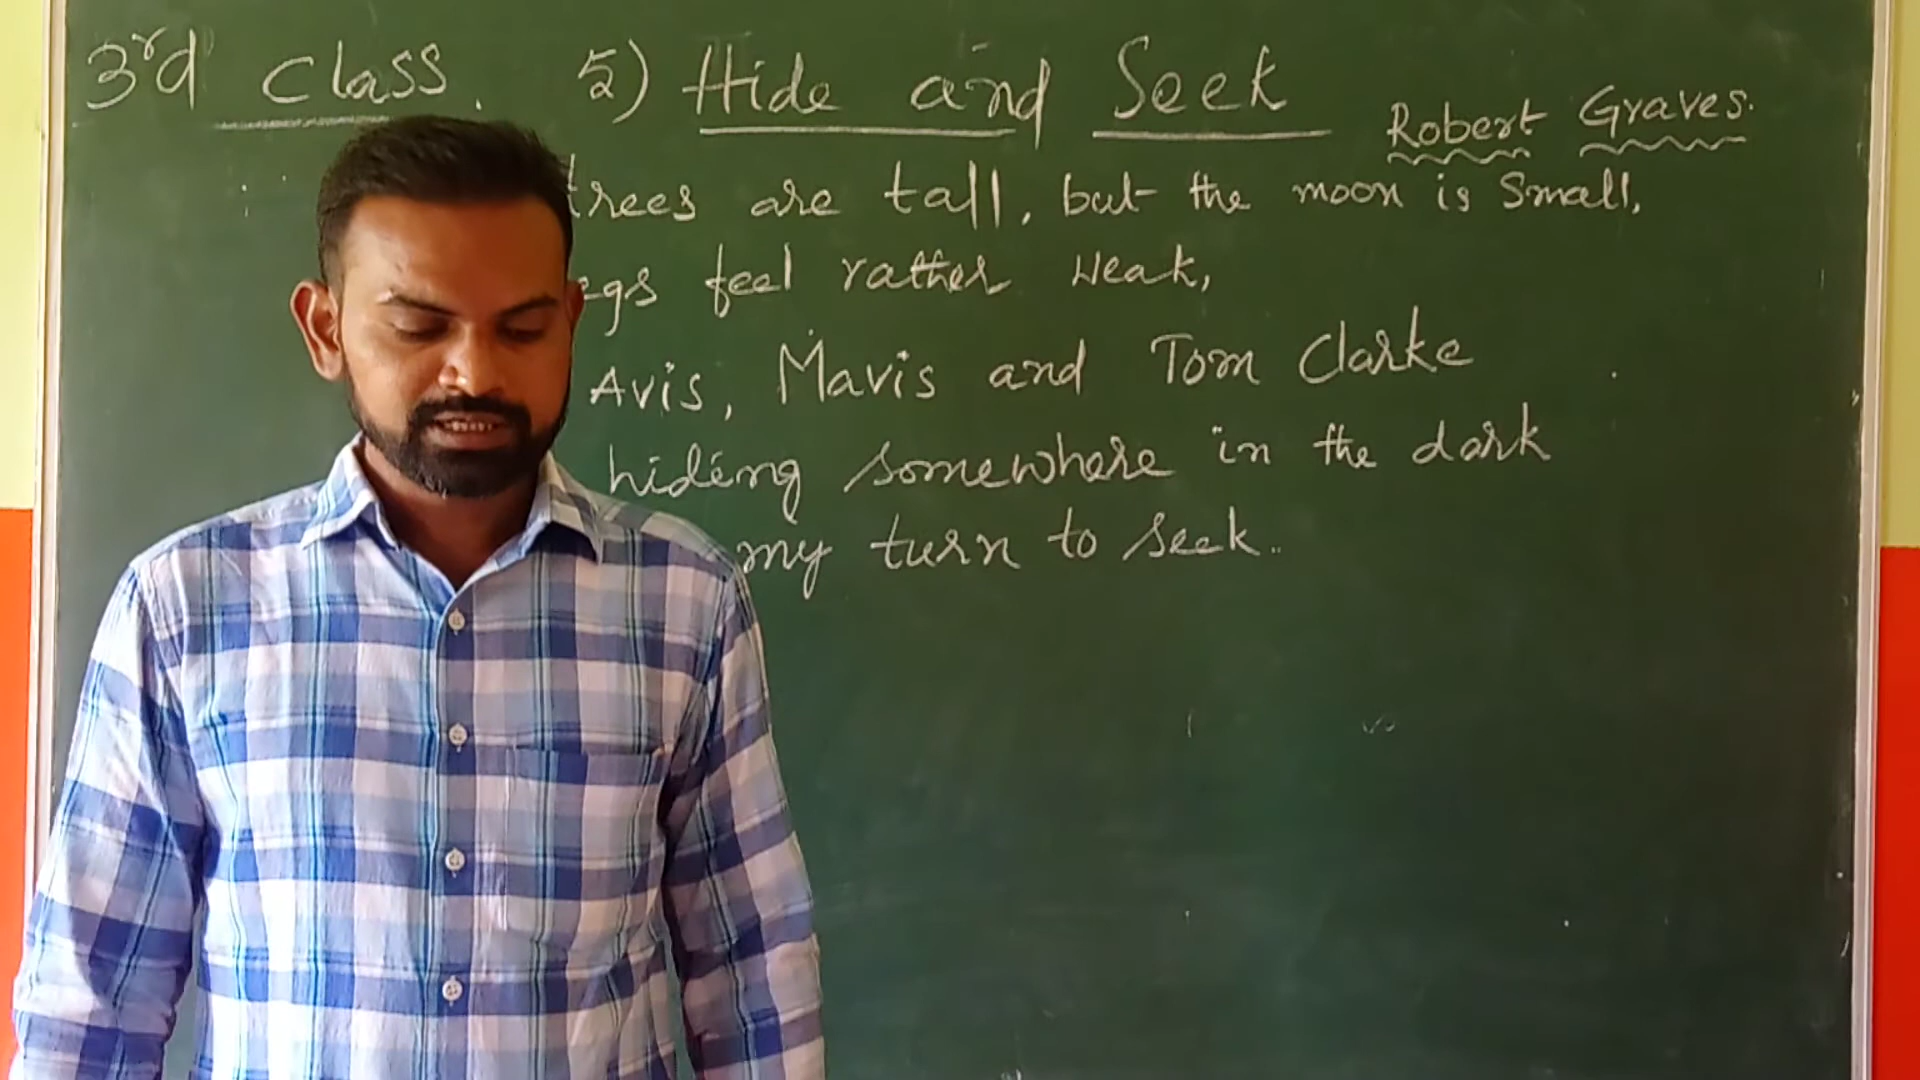 3rd Class. 5) Hide and Seek
Robert Graves.
trees are tall, but the moon is Small,
feel rather weak,
Avis, Mavis and Tom Clarke
hiding somewhere in the dark
my turn to seek..